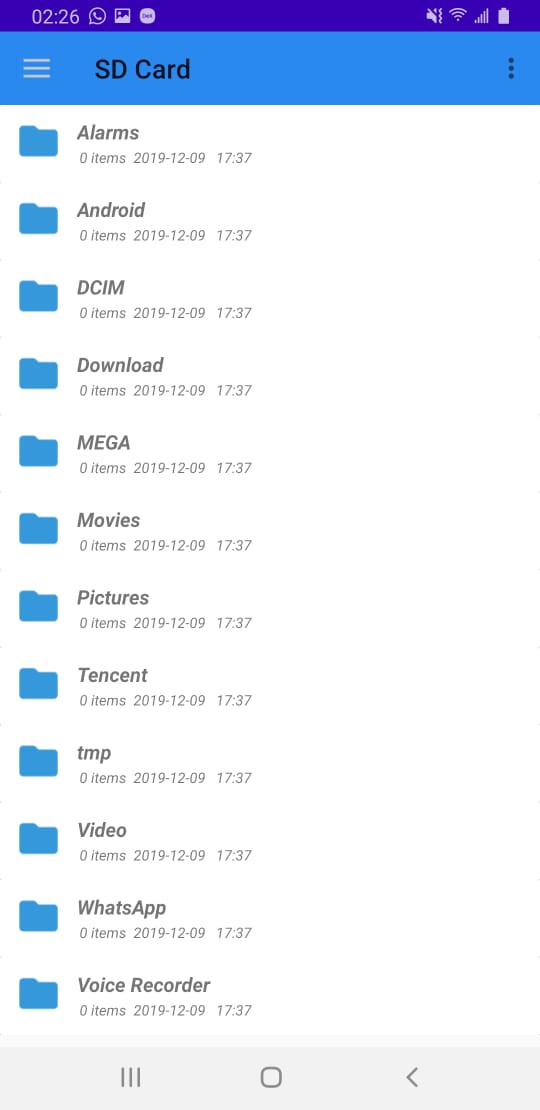 02:26
SD Card
Alarms
0 items 2019-12-09 17:37
Android
0 items 2019-12-09 17:37
DCIM
0 items 2019-12-09 17:37
Download
0 items 2019-12-09 17:37
MEGA
0 items 2019-12-09 17:37
Movies
0 items 2019-12-09 17:37
Pictures
0 items 2019-12-09 17:37
Tencent
0 items 2019-12-09 17:37
tmp
0 items 2019-12-09 17:37
Video
0 items 2019-12-09 17:37
WhatsApp
0 items 2019-12-09 17:37
Voice Recorder
0 items 2019-12-09 17:37